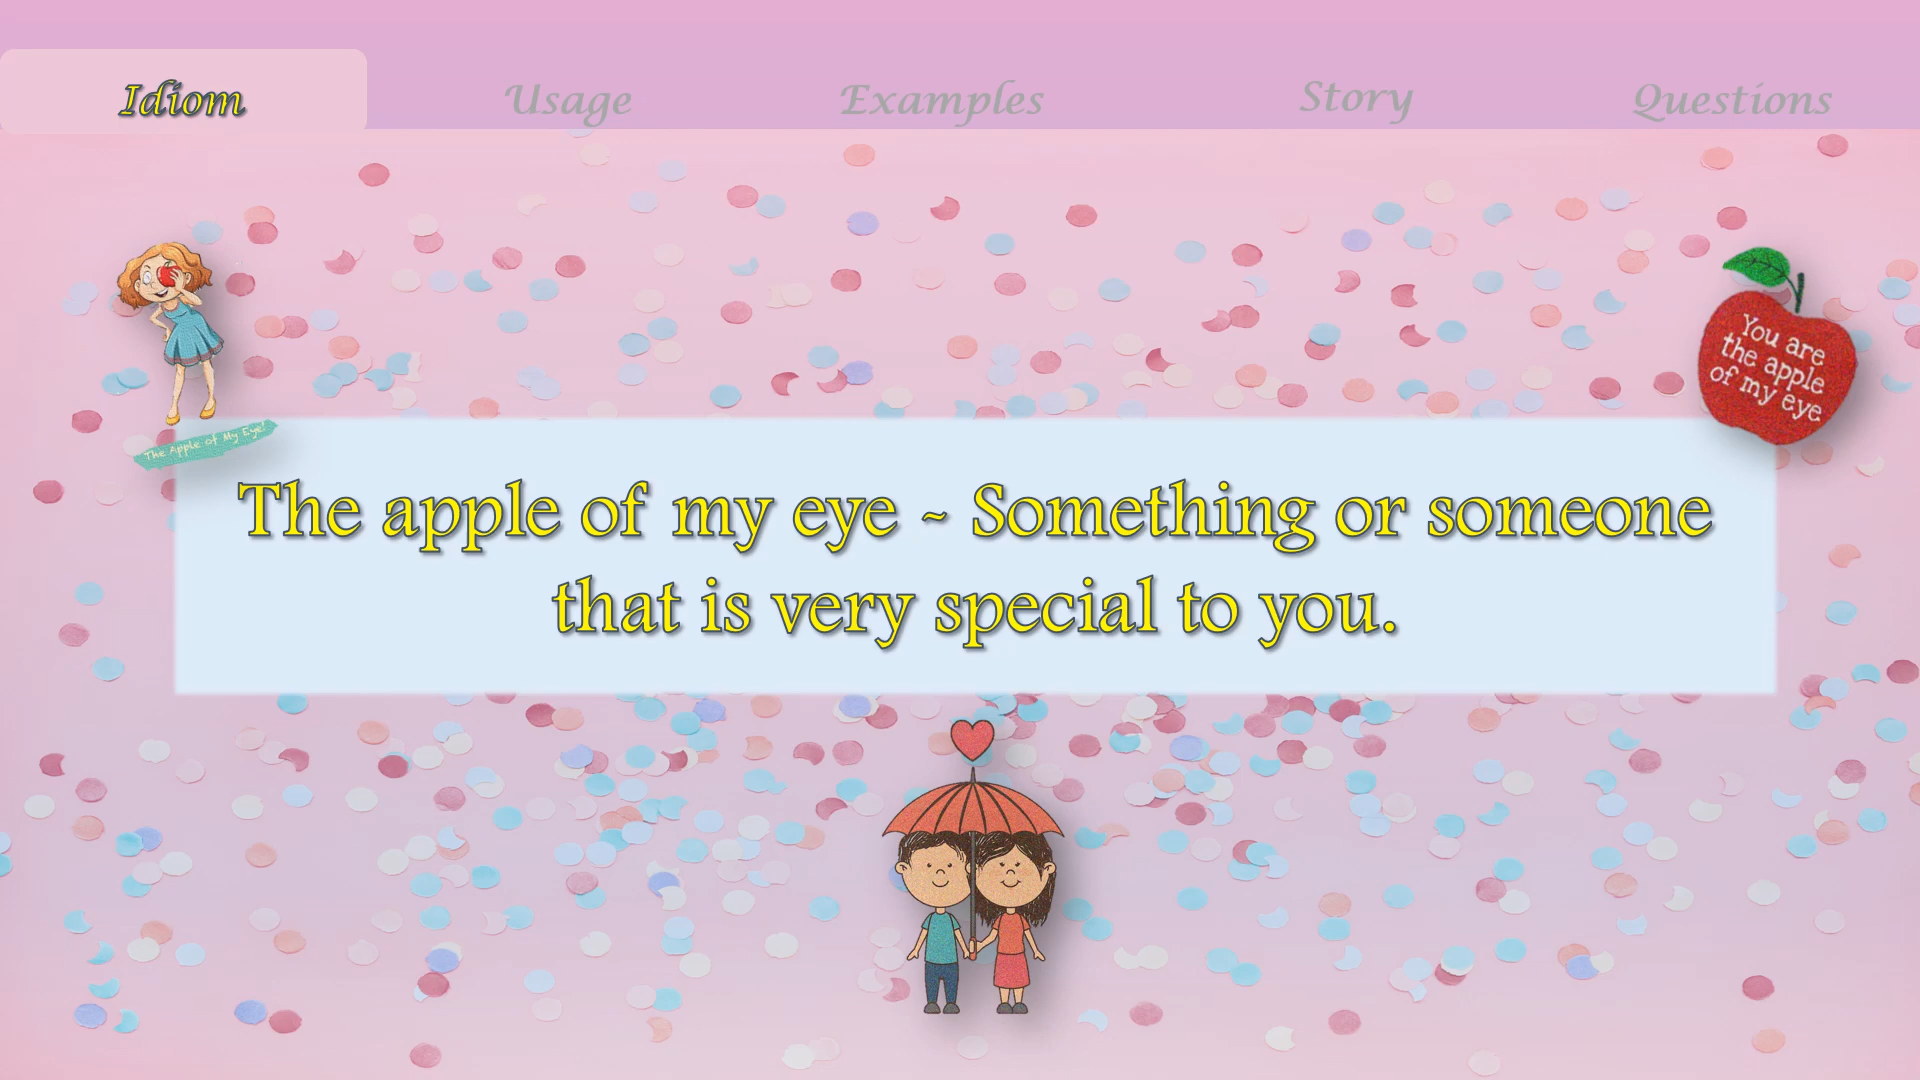 Idiom
Usage
Examples
Story
Questions
You are
the apple
of my eye
The Apple of My Eye!
The apple of my eye ~ Something or someone
that is very special to you.